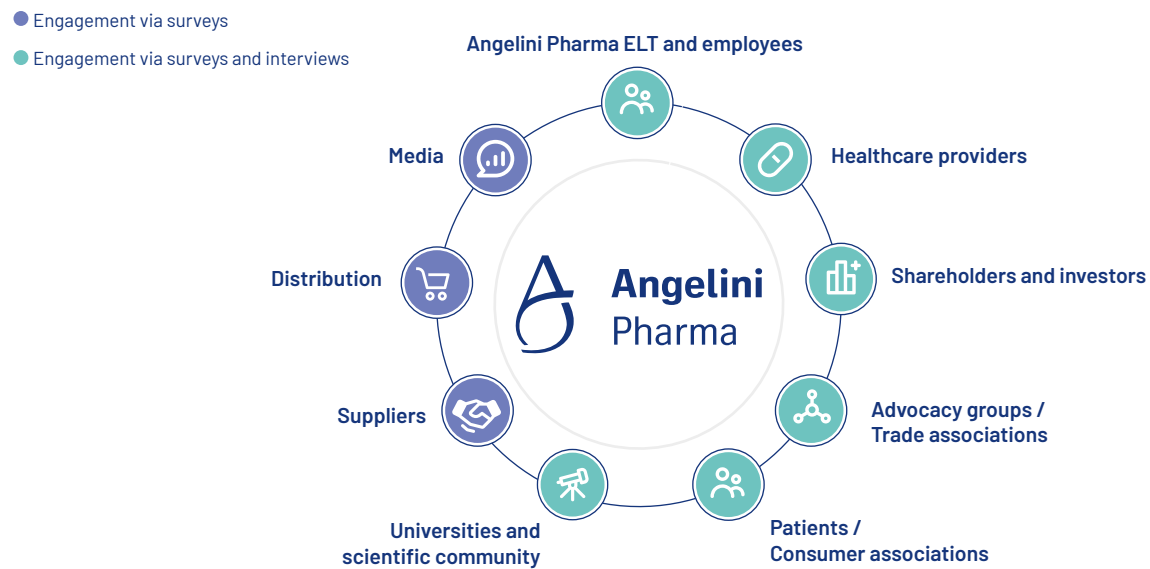 Engagement via surveys
Engagement via surveys and interviews
Angelini Pharma ELT and employees
Media
Healthcare providers
Distribution
Shareholders and investors
Angelini
Pharma
Suppliers
Advocacy groups /
Trade associations
Universities and
scientific community
Patients /
Consumer associations